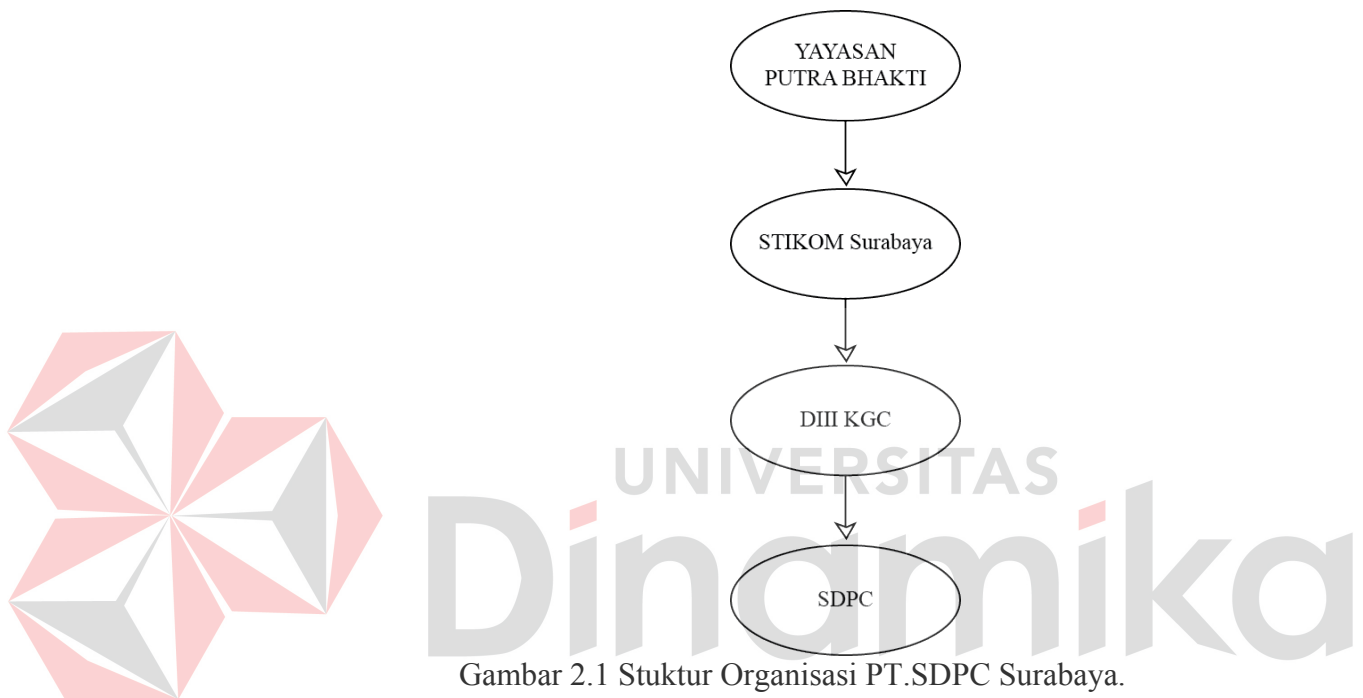 YAYASAN
PUTRA BHAKTI
STIKOM Surabaya
DIII KGC
UNIVERSITAS
Dinamika
SDPC
Gambar 2.1 Stuktur Organisasi PT.SDPC Surabaya.